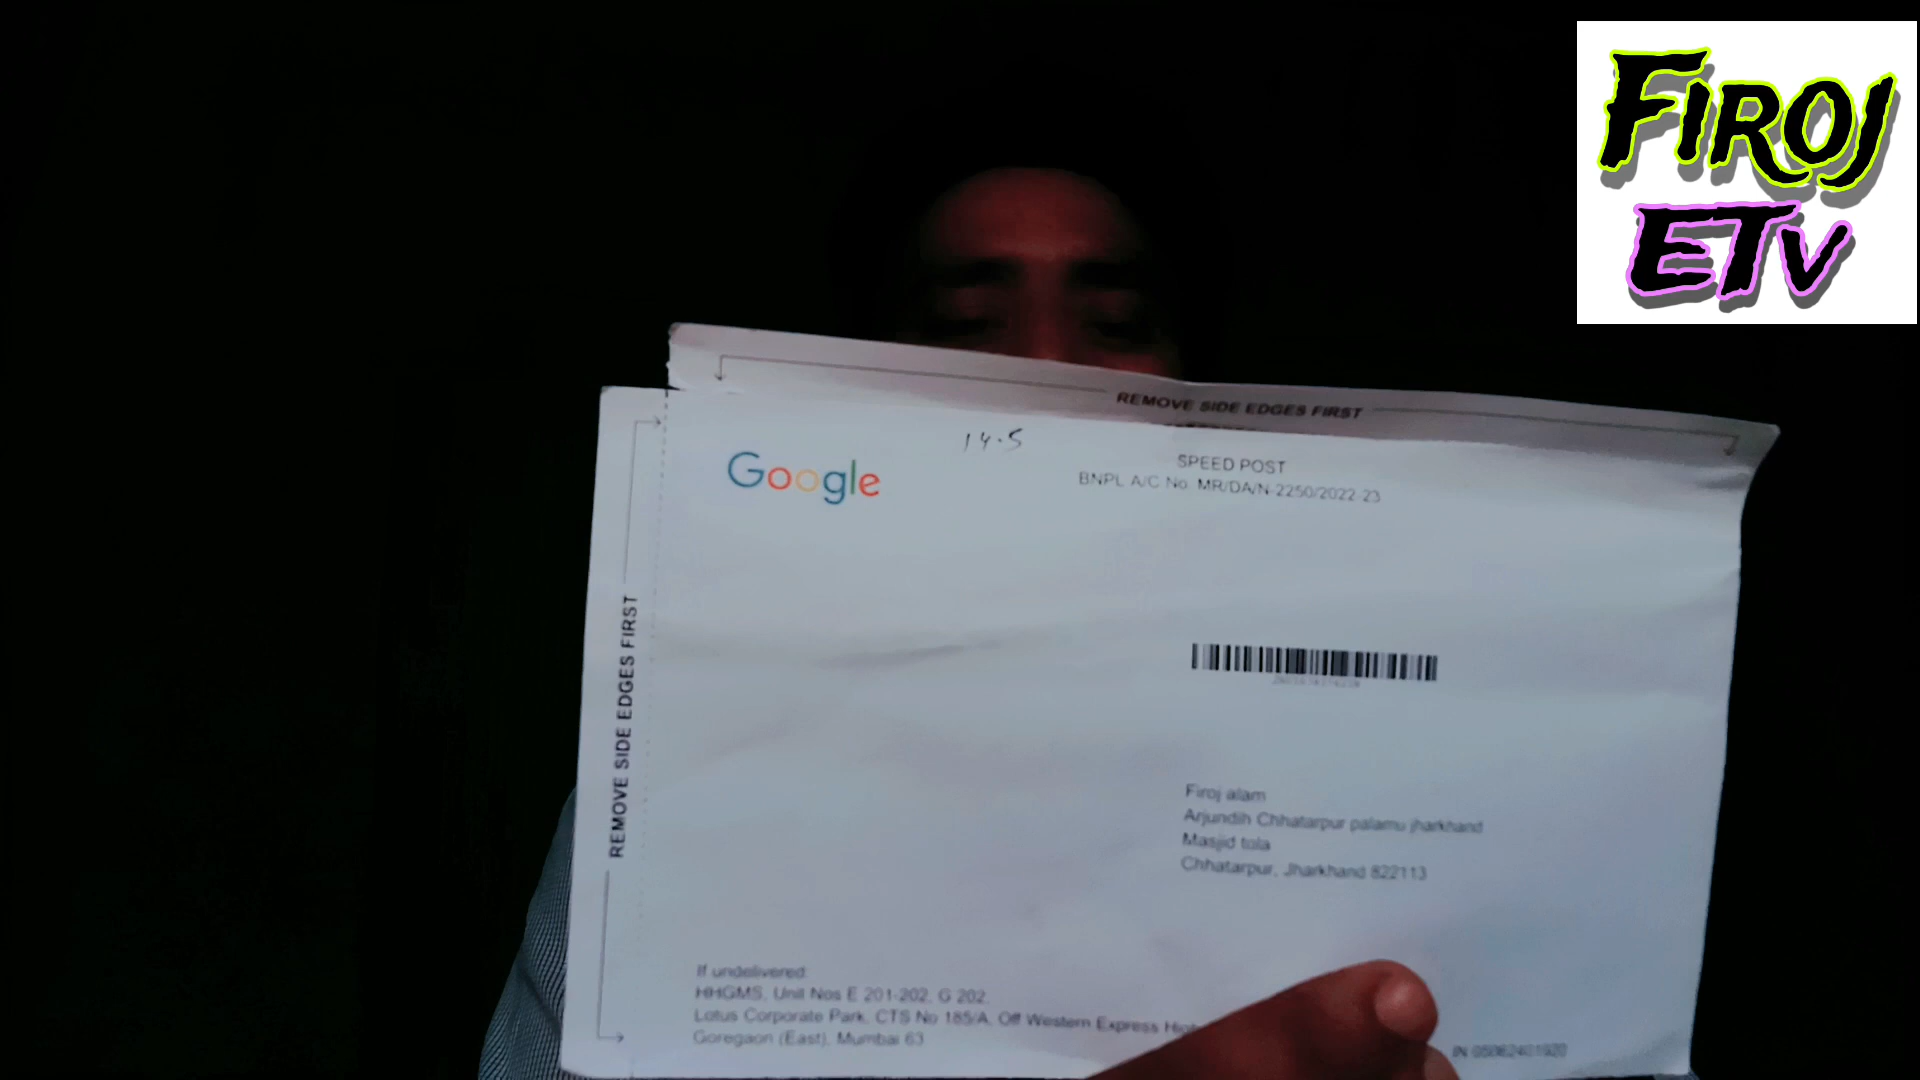 FIROJ
ETV
REMOVE SIDE EDGES FIRST
14.5
Google
SPEED POST
BNPL A/C No. MR/DA/N-2250/2022-23
REMOVE SIDE EDGES FIRST
Firoj alam
Arjundih Chhatarpur palamu jharkhand
Masjid tola
Chhatarpur, Jharkhand 822113
If undelivered
HHGMS, Unit Nos E 201-202, G 202,
Lotus Corporate Park, CTS No 185/A, Off Western Express
Goregaon (East), Mumbai 63
IN